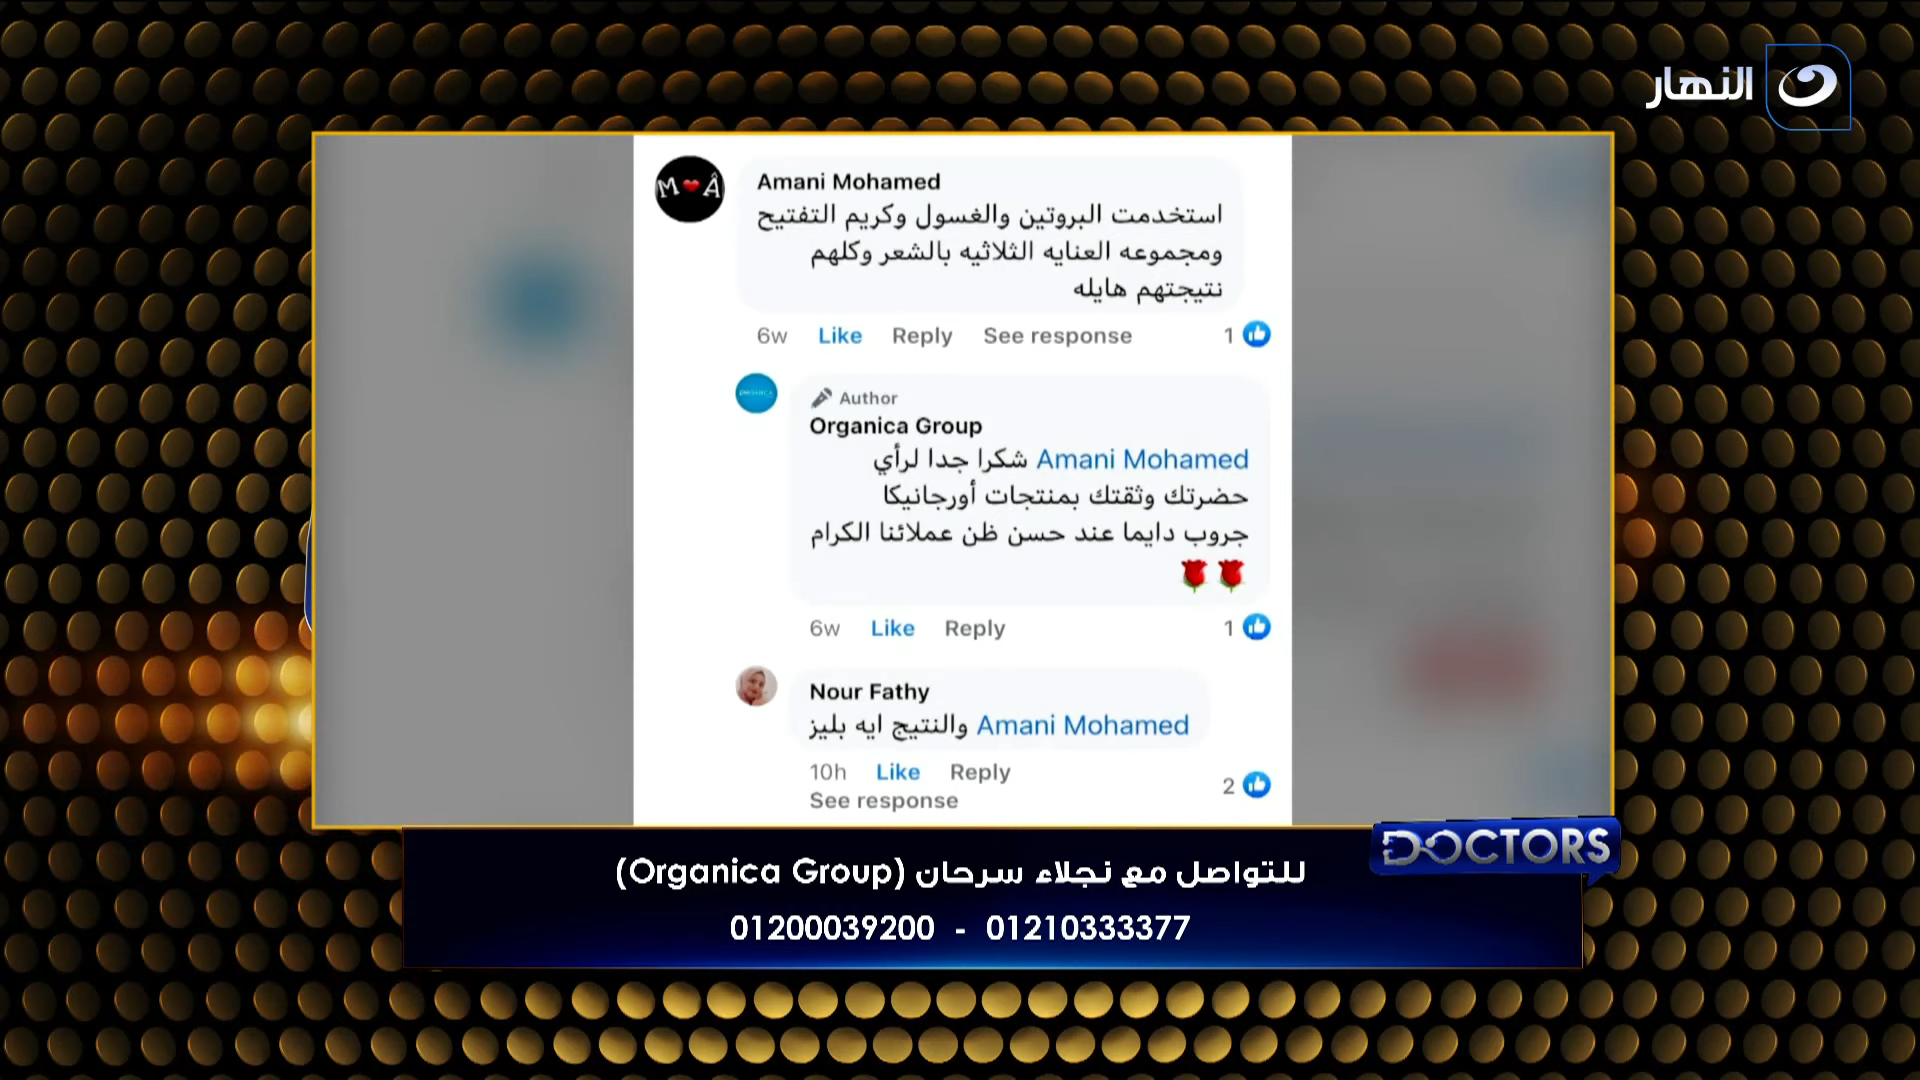 النهار
M❤Â
Amani Mohamed
استخدمت البروتين والغسول وكريم التفتيح
ومجموعه العنايه الثلاثيه بالشعر وكلهم
نتيجتهم هايله
6w Like Reply See response 1
Author
Organica Group
Amani Mohamed شكرا جدا لرأي
حضرتك وثقتك بمنتجات أورجانيكا
جروب دايما عند حسن ظن عملائنا الكرام
🌹🌹
6w Like Reply 1
Nour Fathy
Amani Mohamed والنتيج ايه بليز
10h Like Reply 2
See response
DOCTORS
للتواصل مع نجلاء سرحان (Organica Group)
01200039200 - 01210333377